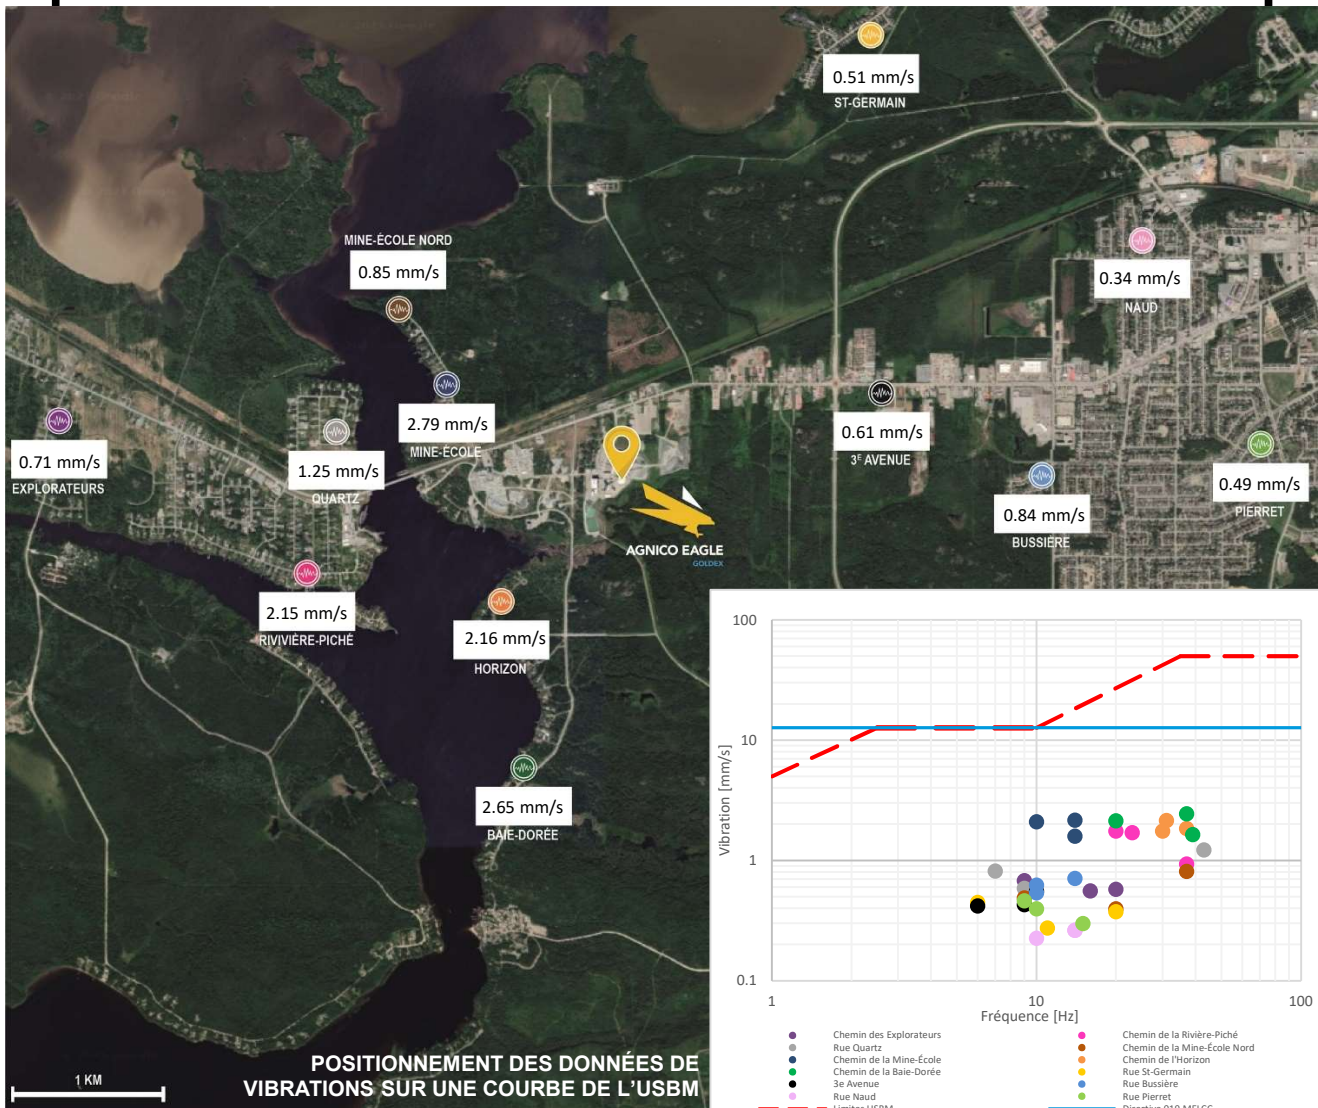 0.51 mm/s
ST-GERMAIN
MINE-ÉCOLE NORD
0.85 mm/s
0.34 mm/s
NAUD
2.79 mm/s
MINE-ÉCOLE
0.71 mm/s
EXPLORATEURS
1.25 mm/s
QUARTZ
0.61 mm/s
3E AVENUE
0.49 mm/s
PIERRET
0.84 mm/s
BUSSIÈRE
AGNICO EAGLE
GOLDEX
2.15 mm/s
RIVIVIÈRE-PICHÉ
2.16 mm/s
HORIZON
2.65 mm/s
BAIE-DORÉE
100
10
1
0.1
Vibration [mm/s]
1
10
100
Fréquence [Hz]
Chemin des Explorateurs
Chemin de la Rivière-Piché
Rue Quartz
Chemin de la Mine-École Nord
Chemin de la Mine-École
Chemin de l'Horizon
Chemin de la Baie-Dorée
Rue St-Germain
3e Avenue
Rue Bussière
Rue Naud
Rue Pierret
Limites USBM
Directive 019 MELCC
1 KM
POSITIONNEMENT DES DONNÉES DE
VIBRATIONS SUR UNE COURBE DE L'USBM